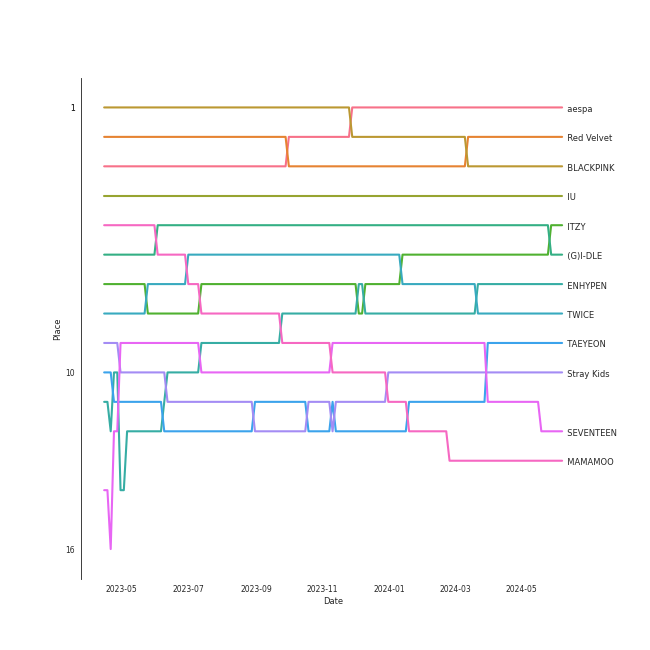 1
aespa
Red Velvet
BLACKPINK
IU
ITZY
(G)I-DLE
ENHYPEN
TWICE
Place
TAEYEON
10
Stray Kids
SEVENTEEN
MAMAMOO
16
2023-05
2023-07
2023-09
2023-11
2024-01
2024-03
2024-05
Date